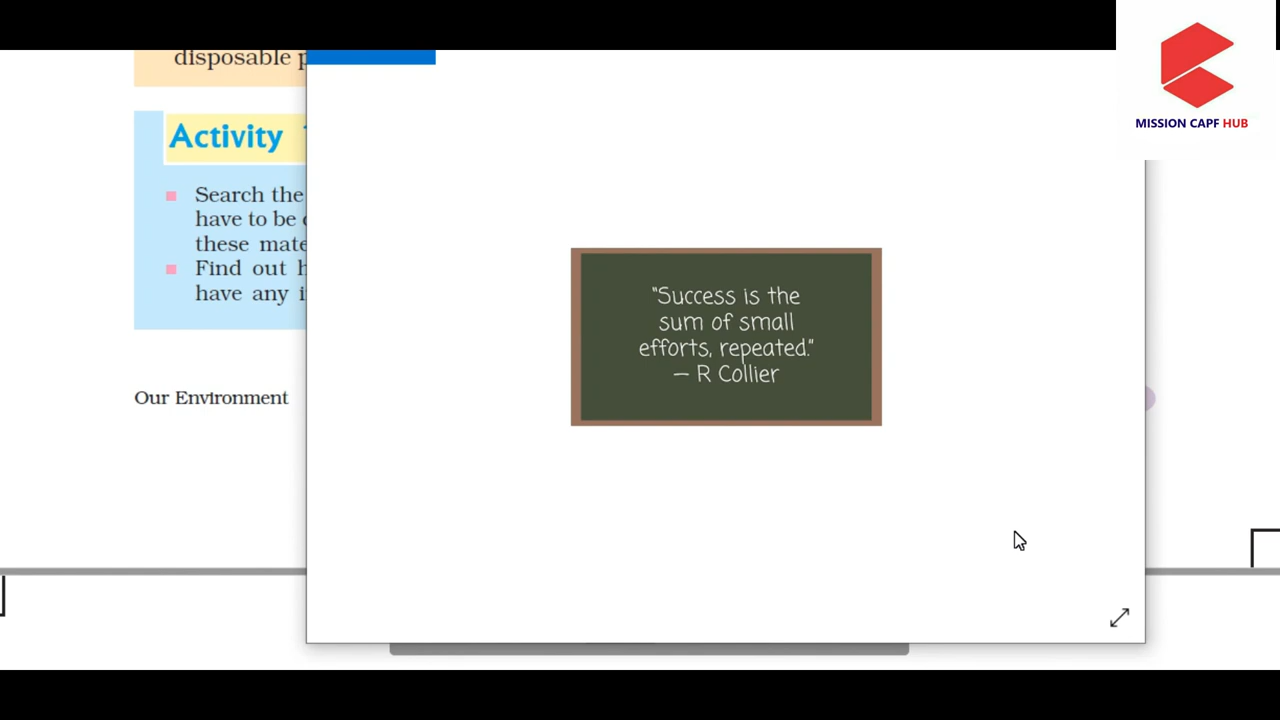 disposable
Activity
Search the
have to be
these
Find out
have any
Our Environment
"Success is the
sum of small
efforts, repeated."
– R Collier
MISSION CAPF HUB